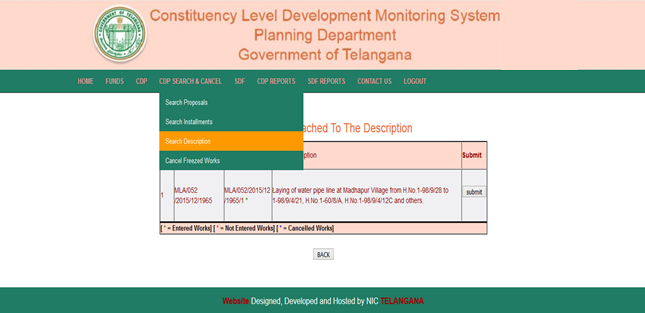 Constituency Level Development Monitoring System
Planning Department
Government of Telangana
HOME FUNDS CDP CDP SEARCH & CANCEL SDF CDP REPORTS SDF REPORTS CONTACT US LOGOUT
Search Proposals
Search Installments
Search Description
Cancel Freezed Works
ached To The Description
ption Submit
1 MLA/052 /2015/12/1965 MLA/052/2015/12 /1965/1 * Laying of water pipe line at Madhapur Village from H.No.1-98/9/28 to 1-98/9/4/21, H.No.1-60/8/A, H.No.1-98/9/4/12C and others. submit
[ * = Entered Works] [ * = Not Entered Works] [ * = Cancelled Works]
BACK
Website Designed, Developed and Hosted by NIC TELANGANA